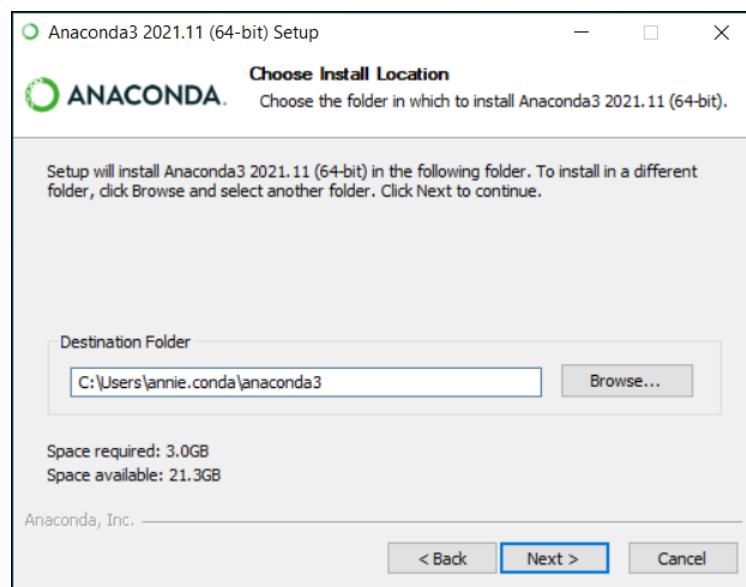 Anaconda3 2021.11 (64-bit) Setup
ANACONDA.
Choose Install Location
Choose the folder in which to install Anaconda3 2021.11 (64-bit).
Setup will install Anaconda3 2021.11 (64-bit) in the following folder. To install in a different
folder, click Browse and select another folder. Click Next to continue.
Destination Folder
C:\Users\annie.conda\anaconda3
Browse...
Space required: 3.0GB
Space available: 21.3GB
Anaconda, Inc.
< Back
Next >
Cancel